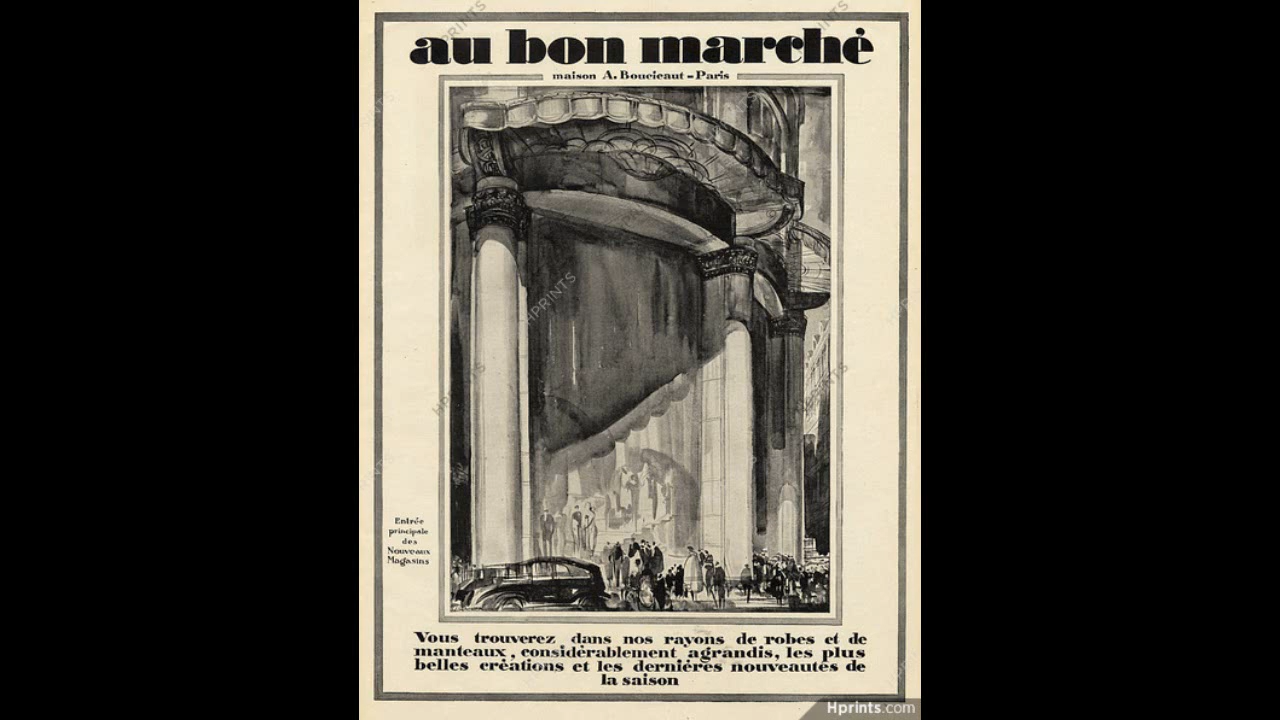 au bon marché
maison A. Boucicaut - Paris
Entrée
principale
des
Nouveaux
Magasins
Vous trouverez dans nos rayons de robes et de
manteaux, considérablement agrandis, les plus
belles créations et les dernières nouveautés de
la saison
HPRINTS
Hprints.com